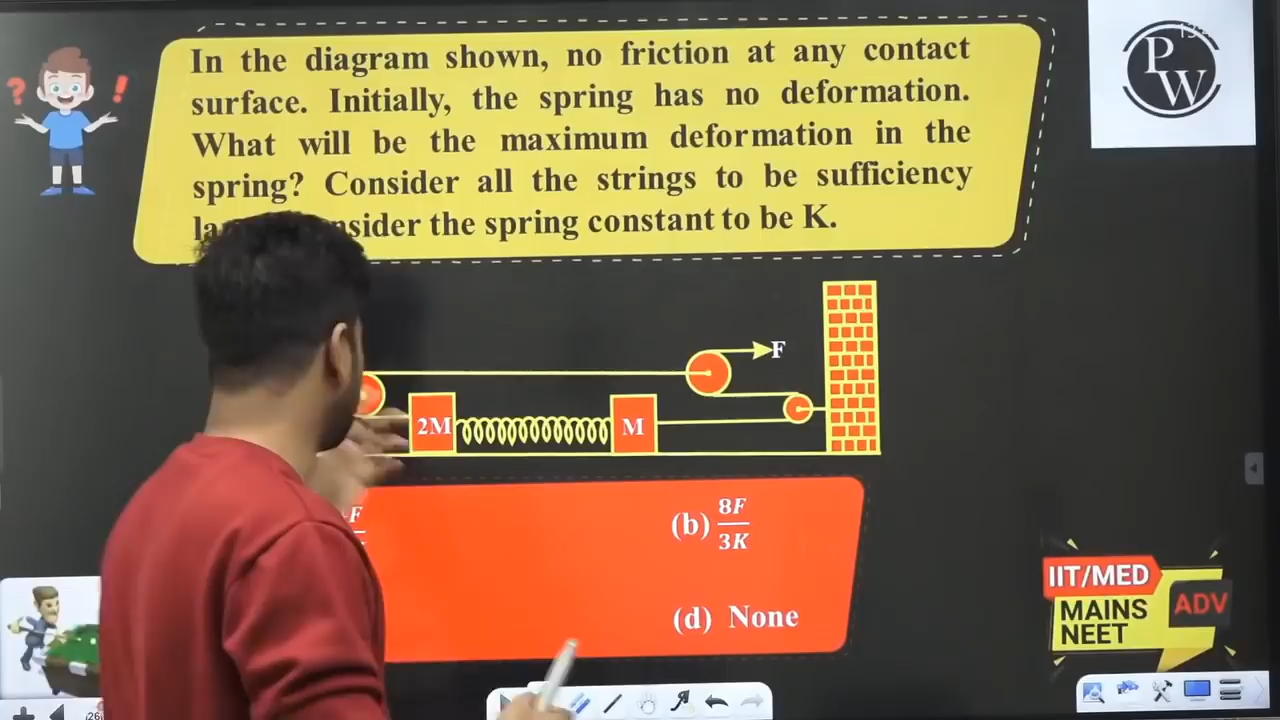 In the diagram shown, no friction at any contact
surface. Initially, the spring has no deformation.
What will be the maximum deformation in the
spring? Consider all the strings to be sufficiency
the spring constant to be K.
PW
F
2M
M
F
(b) 8F
3K
(d) None
IIT/MED
MAINS
NEET
ADV